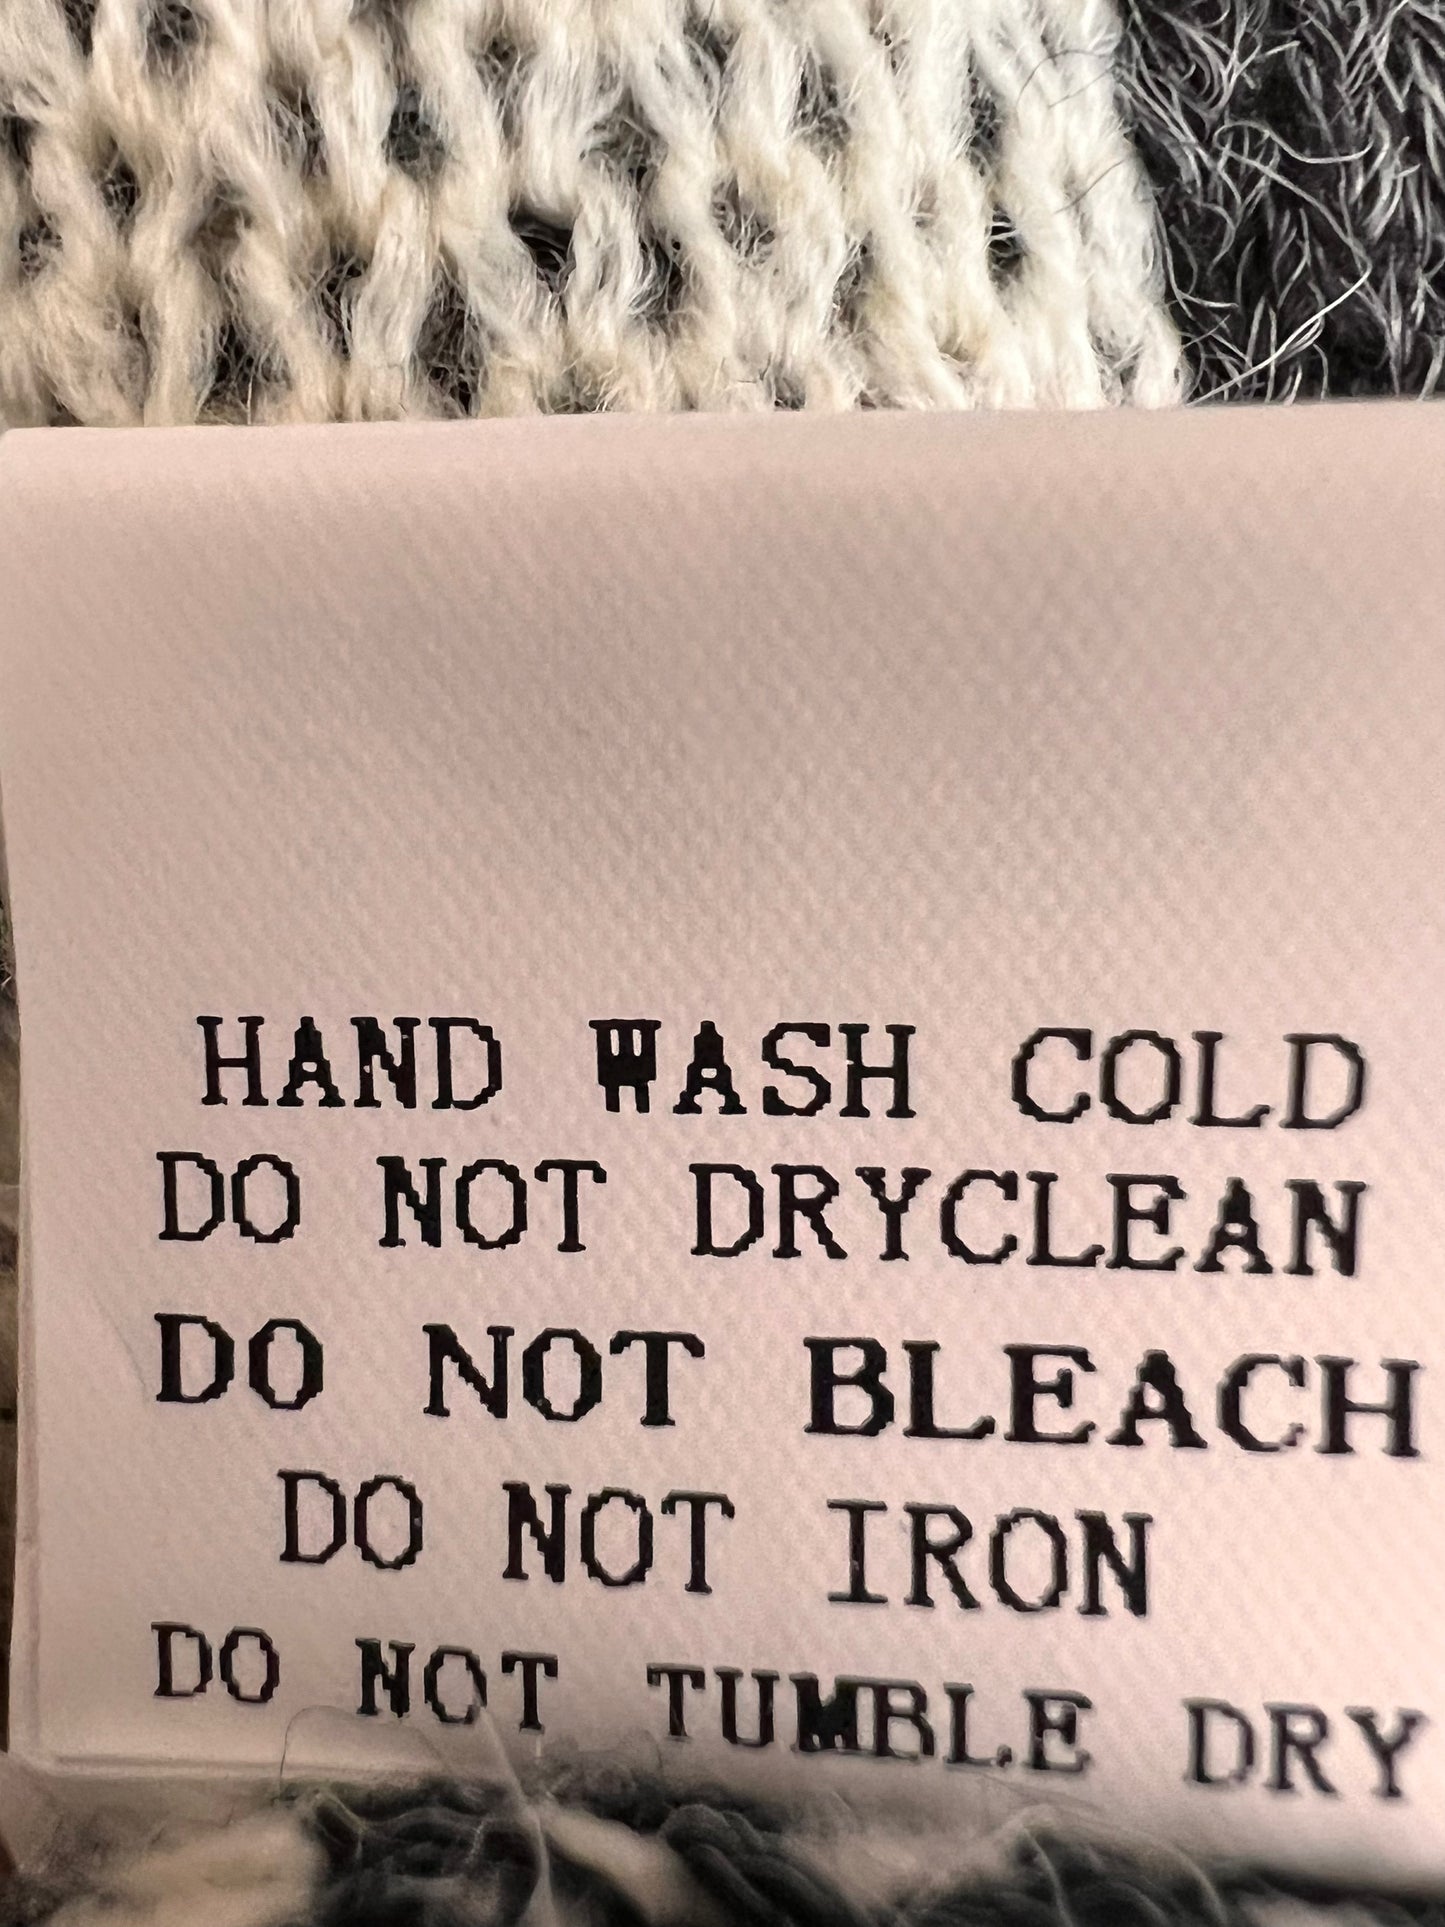 HAND WASH COLD
DO NOT DRYCLEAN
DO NOT BLEACH
DO NOT IRON
DO NOT TUMBLE DRY